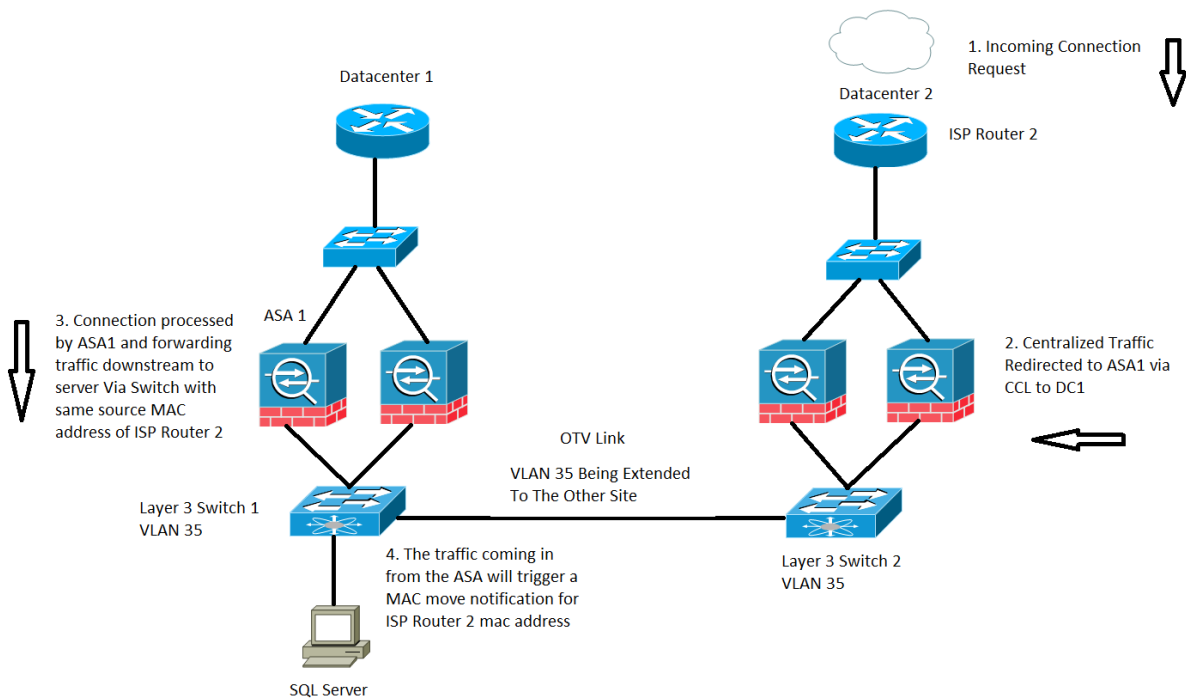 1. Incoming Connection
Request
Datacenter 1
Datacenter 2
ISP Router 2
ASA 1
3. Connection processed
by ASA1 and forwarding
traffic downstream to
server Via Switch with
same source MAC
address of ISP Router 2
2. Centralized Traffic
Redirected to ASA1 via
CCL to DC1
OTV Link
VLAN 35 Being Extended
To The Other Site
Layer 3 Switch 1
VLAN 35
4. The traffic coming in
from the ASA will trigger a
MAC move notification for
ISP Router 2 mac address
Layer 3 Switch 2
VLAN 35
SQL Server